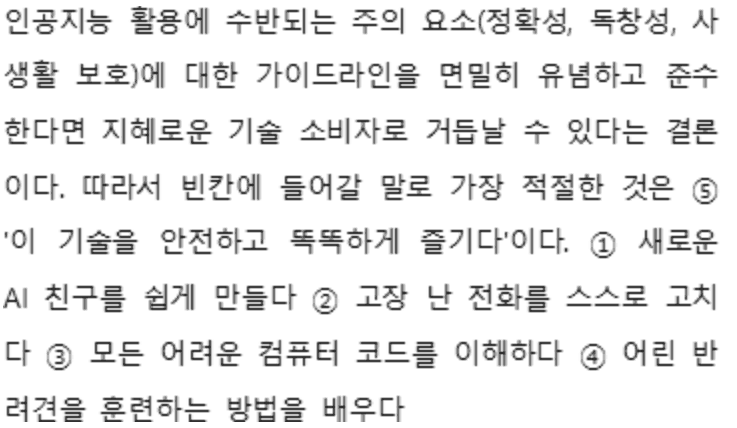 인공지능 활용에 수반되는 주의 요소(정확성, 독창성, 사
생활 보호)에 대한 가이드라인을 면밀히 유념하고 준수
한다면 지혜로운 기술 소비자로 거듭날 수 있다는 결론
이다. 따라서 빈칸에 들어갈 말로 가장 적절한 것은 ⑤
'이 기술을 안전하고 똑똑하게 즐기다'이다. ① 새로운
AI 친구를 쉽게 만들다 ② 고장 난 전화를 스스로 고치
다 ③ 모든 어려운 컴퓨터 코드를 이해하다 ④ 어린 반
려견을 훈련하는 방법을 배우다